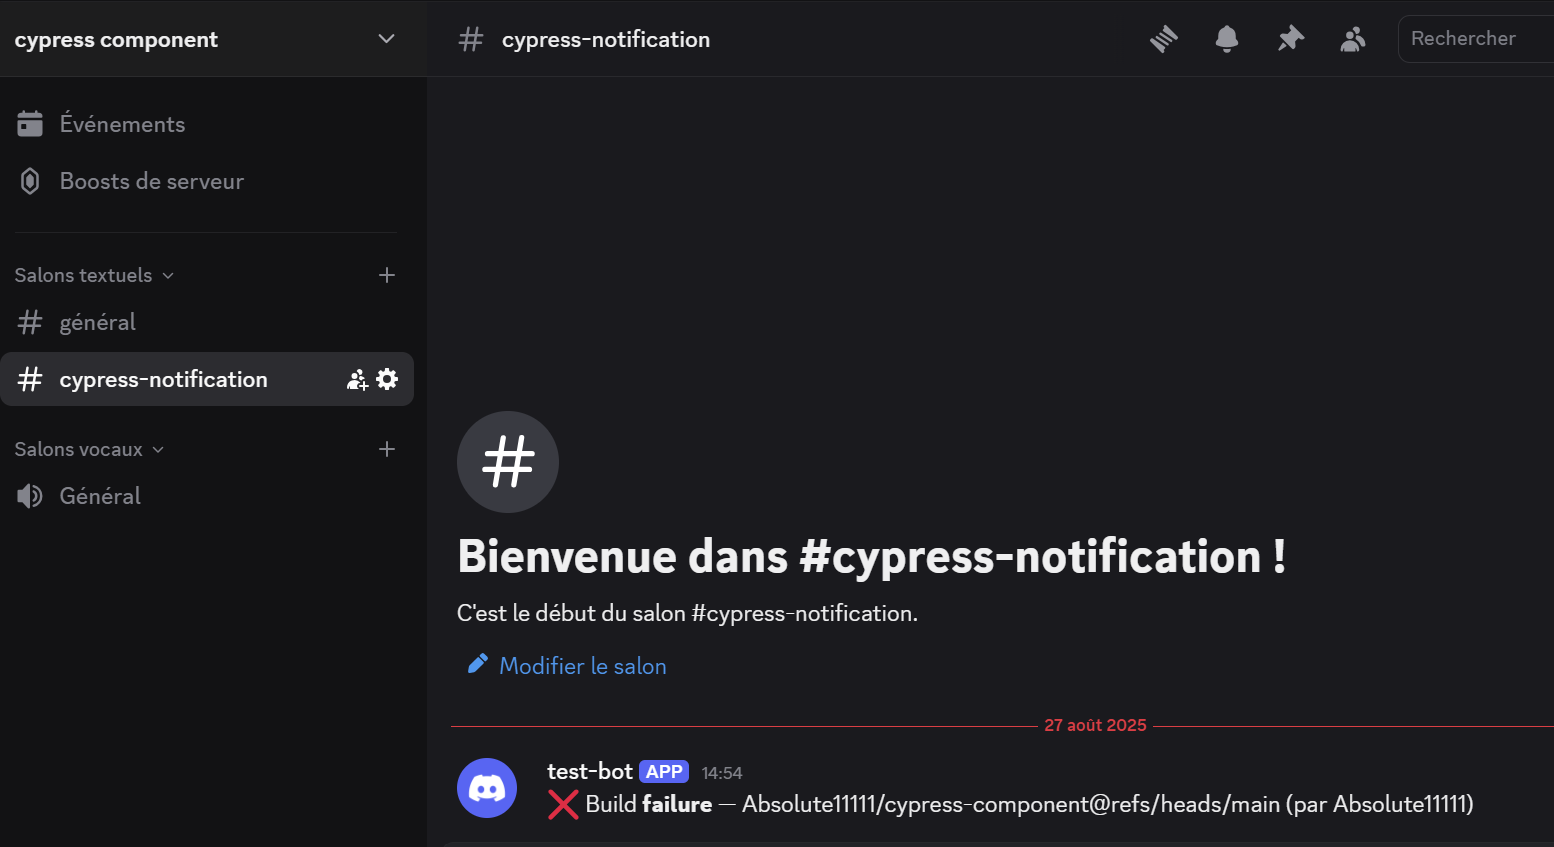 cypress component
cypress-notification
Rechercher
Événements
Boosts de serveur
Salons textuels
général
cypress-notification
Salons vocaux
Général
Bienvenue dans #cypress-notification !
C'est le début du salon #cypress-notification.
Modifier le salon
27 août 2025
test-bot APP 14:54
❌ Build failure — Absolute11111/cypress-component@refs/heads/main (par Absolute11111)